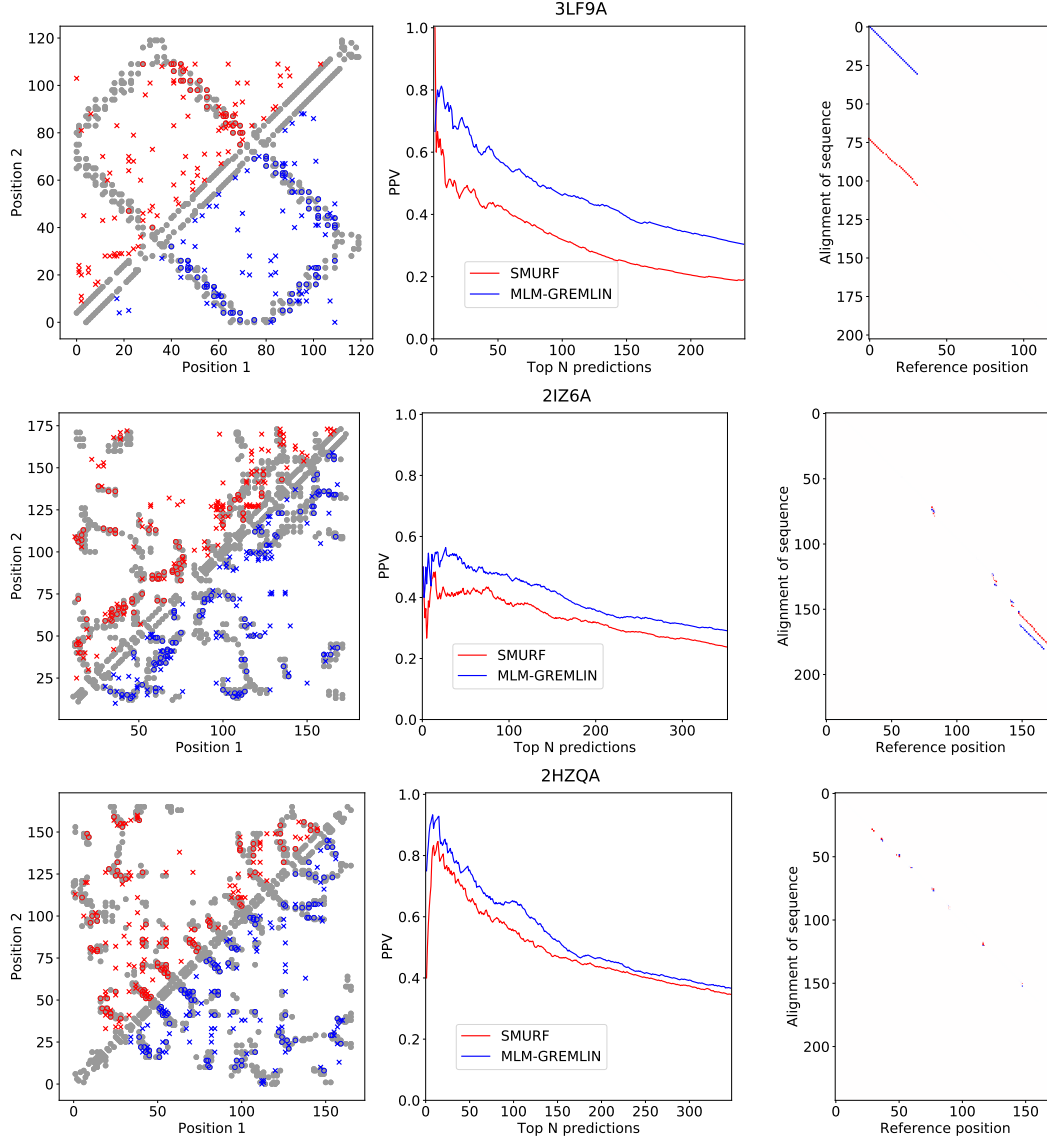 3LF9A
120
100
80
60
40
20
0
Position 2
0 20 40 60 80 100 120
Position 1
1.0
0.8
0.6
0.4
0.2
0.0
PPV
SMURF
MLM-GREMLIN
0 50 100 150 200
Top N predictions
0
25
50
75
100
125
150
175
200
Alignment of sequence
0 50 100
Reference position
2IZ6A
175
150
125
100
75
50
25
Position 2
50 100 150
Position 1
1.0
0.8
0.6
0.4
0.2
0.0
PPV
SMURF
MLM-GREMLIN
0 100 200 300
Top N predictions
0
50
100
150
200
Alignment of sequence
0 50 100 150
Reference position
2HZQA
150
125
100
75
50
25
0
Position 2
0 50 100 150
Position 1
1.0
0.8
0.6
0.4
0.2
0.0
PPV
SMURF
MLM-GREMLIN
0 50 100 150 200 250 300
Top N predictions
0
50
100
150
200
Alignment of sequence
0 50 100 150
Reference position